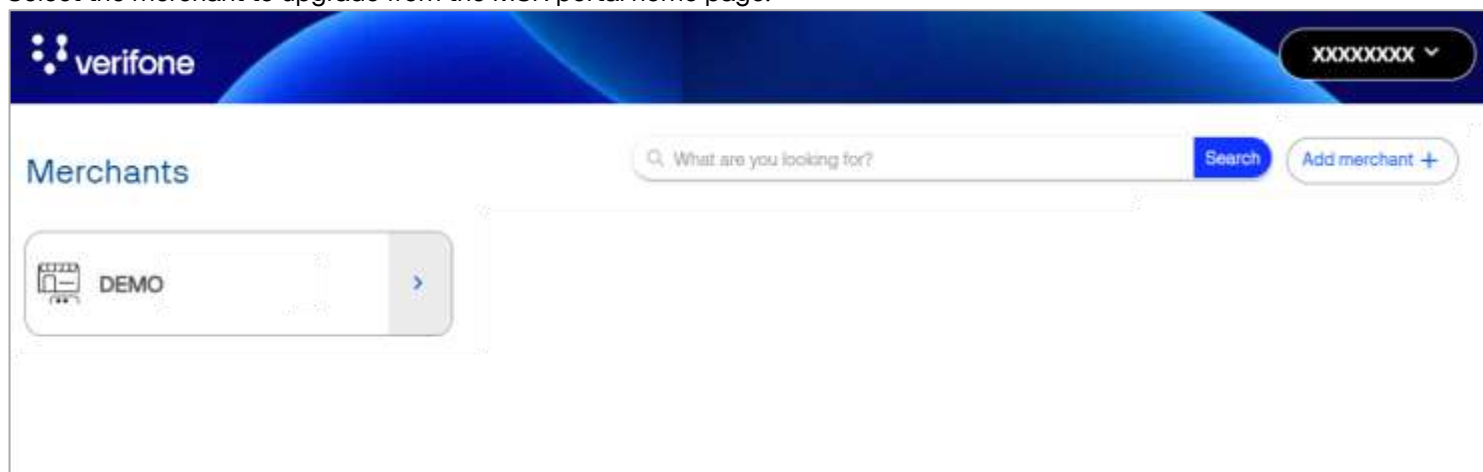 Select the merchant to upgrade from the MSR portal home page.
verifone
XXXXXXXX
Merchants
What are you looking for?
Search
Add merchant +
DEMO